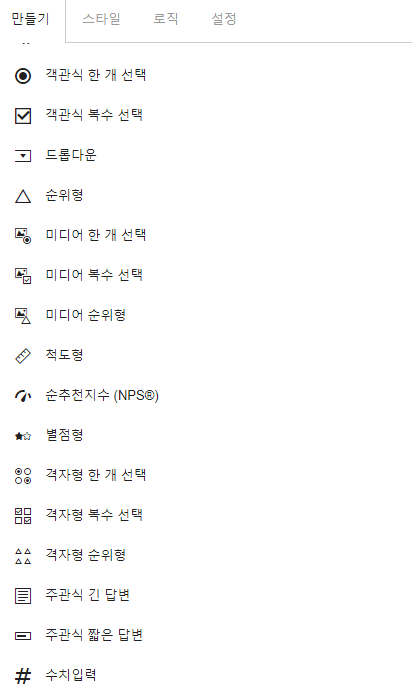 만들기 스타일 로직 설정
객관식 한 개 선택
객관식 복수 선택
드롭다운
순위형
미디어 한 개 선택
미디어 복수 선택
미디어 순위형
척도형
순추천지수 (NPS®)
별점형
격자형 한 개 선택
격자형 복수 선택
격자형 순위형
주관식 긴 답변
주관식 짧은 답변
수치입력